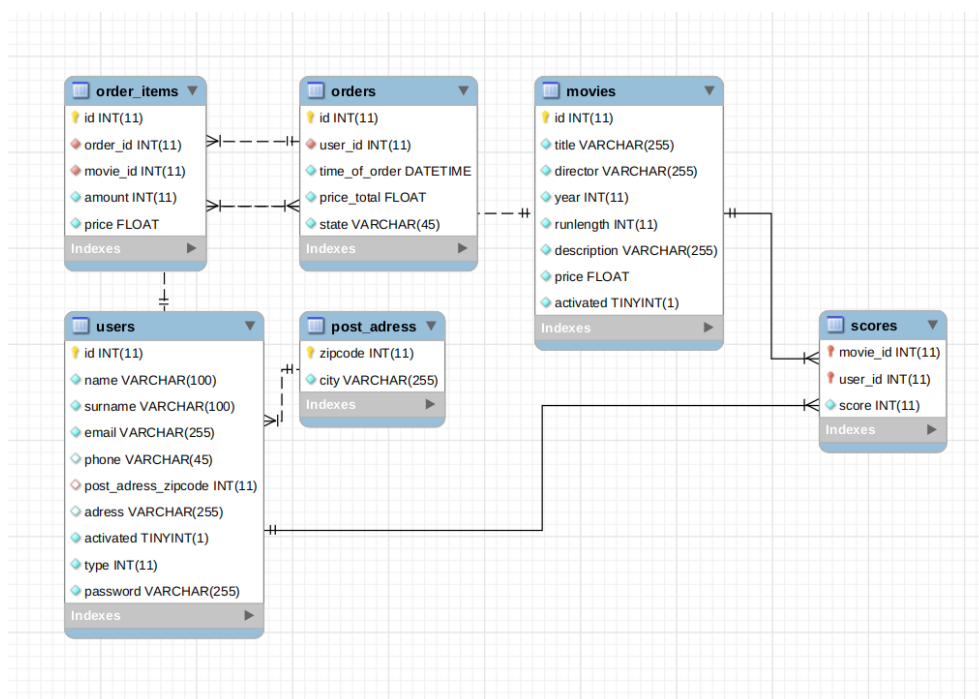 order_items
id INT(11)
order_id INT(11)
movie_id INT(11)
amount INT(11)
price FLOAT
Indexes
orders
id INT(11)
user_id INT(11)
time_of_order DATETIME
price_total FLOAT
state VARCHAR(45)
Indexes
movies
id INT(11)
title VARCHAR(255)
director VARCHAR(255)
year INT(11)
runlength INT(11)
description VARCHAR(255)
price FLOAT
activated TINYINT(1)
Indexes
users
id INT(11)
name VARCHAR(100)
surname VARCHAR(100)
email VARCHAR(255)
phone VARCHAR(45)
post_adress_zipcode INT(11)
adress VARCHAR(255)
activated TINYINT(1)
type INT(11)
password VARCHAR(255)
Indexes
post_adress
zipcode INT(11)
city VARCHAR(255)
Indexes
scores
movie_id INT(11)
user_id INT(11)
score INT(11)
Indexes